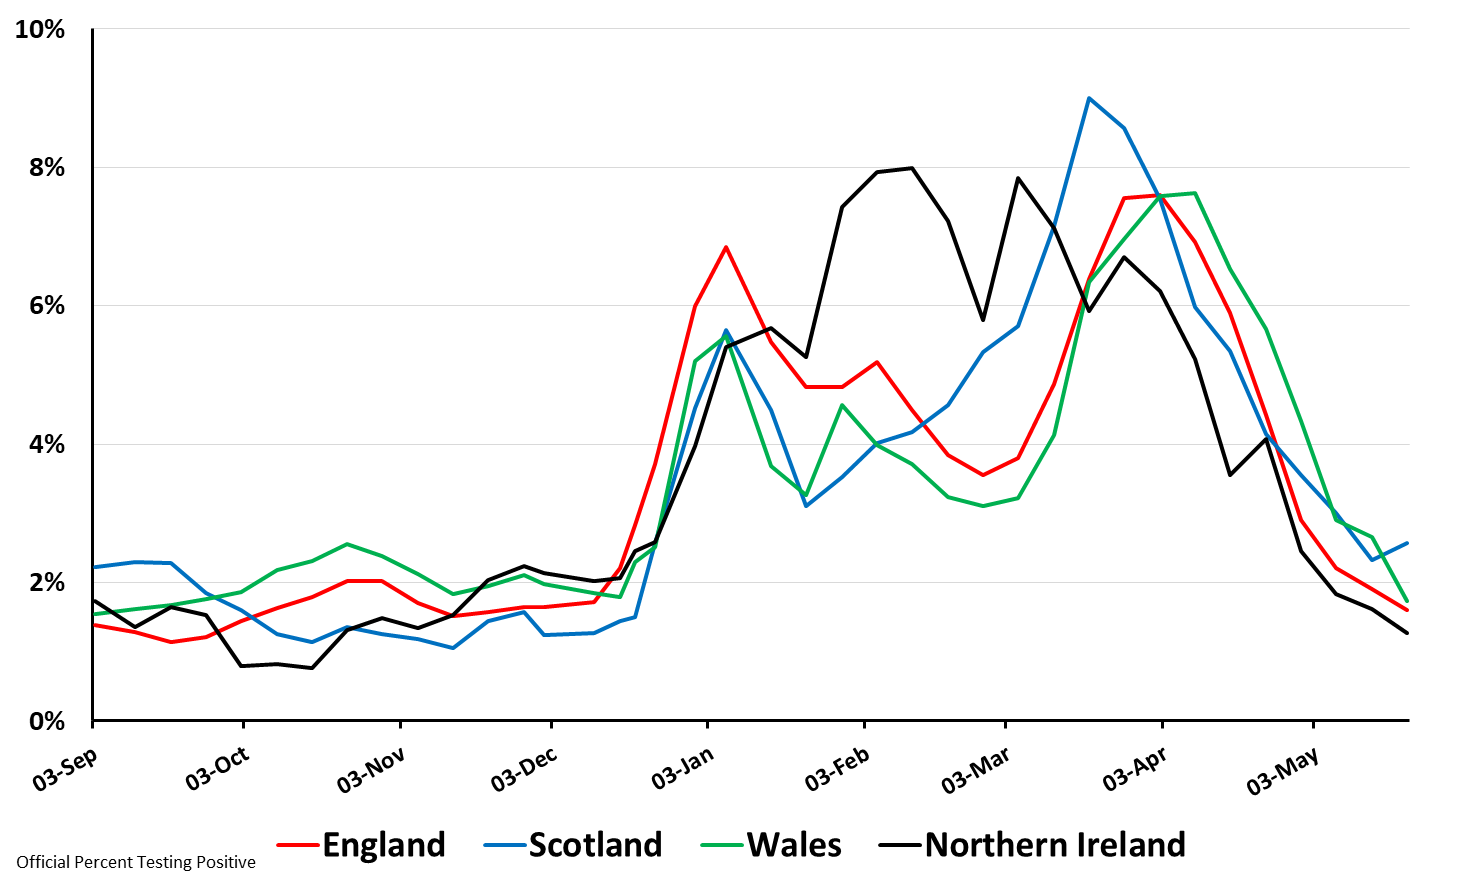 10%
8%
6%
4%
2%
0%
03-Sep 03-Oct 03-Nov 03-Dec 03-Jan 03-Feb 03-Mar 03-Apr 03-May
England Scotland Wales Northern Ireland
Official Percent Testing Positive